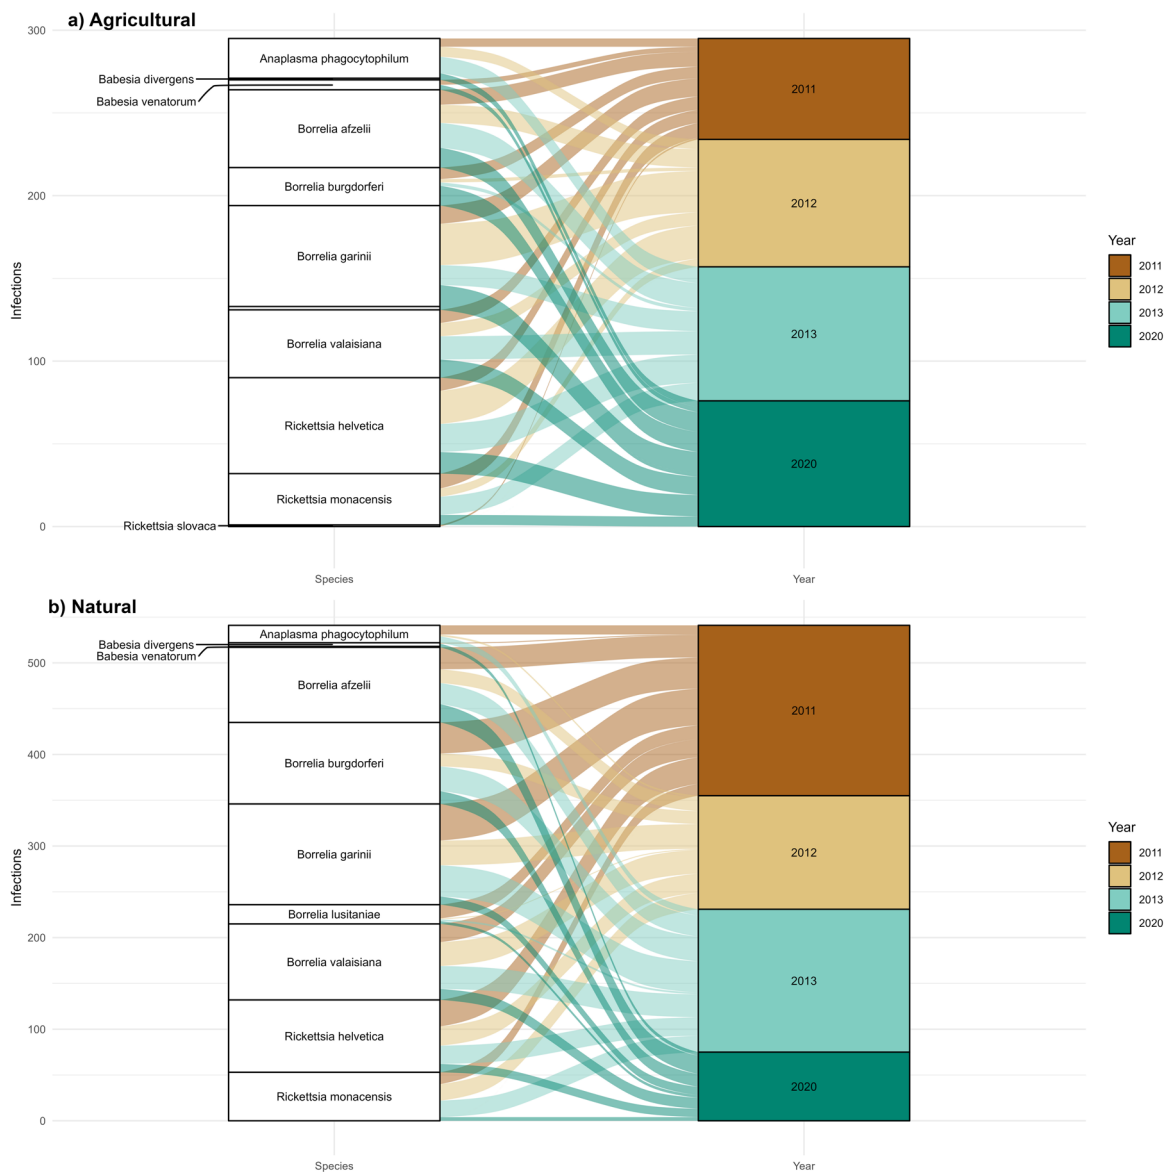 a) Agricultural
300
200
100
0
Infections
Anaplasma phagocytophilum
Babesia divergens
Babesia venatorum
Borrelia afzelii
Borrelia burgdorferi
Borrelia garinii
Borrelia valaisiana
Rickettsia helvetica
Rickettsia monacensis
Rickettsia slovaca
2011
2012
2013
2020
Species
Year
Year
2011
2012
2013
2020
b) Natural
500
400
300
200
100
0
Infections
Anaplasma phagocytophilum
Babesia divergens
Babesia venatorum
Borrelia afzelii
Borrelia burgdorferi
Borrelia garinii
Borrelia lusitaniae
Borrelia valaisiana
Rickettsia helvetica
Rickettsia monacensis
2011
2012
2013
2020
Species
Year
Year
2011
2012
2013
2020